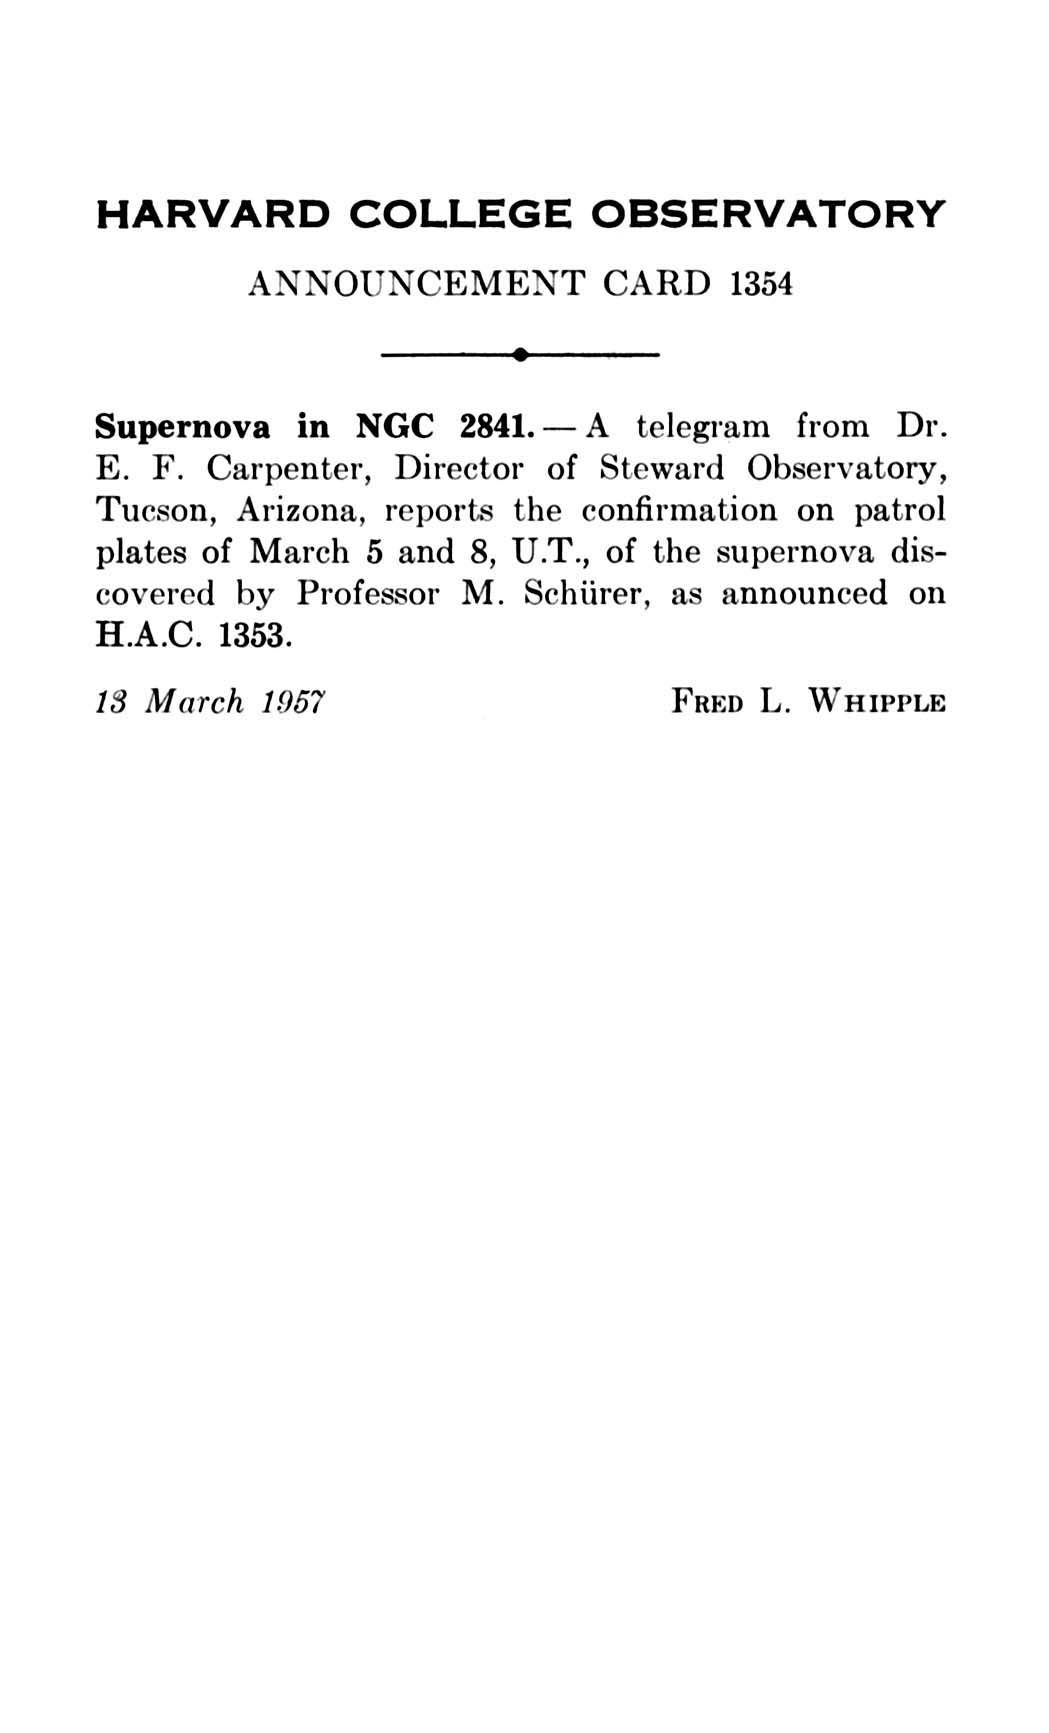 HARVARD COLLEGE OBSERVATORY
ANNOUNCEMENT CARD 1354
Supernova in NGC 2841. — A telegram from Dr.
E. F. Carpenter, Director of Steward Observatory,
Tucson, Arizona, reports the confirmation on patrol
plates of March 5 and 8, U.T., of the supernova dis-
covered by Professor M. Schürer, as announced on
H.A.C. 1353.
13 March 1957 FRED L. WHIPPLE